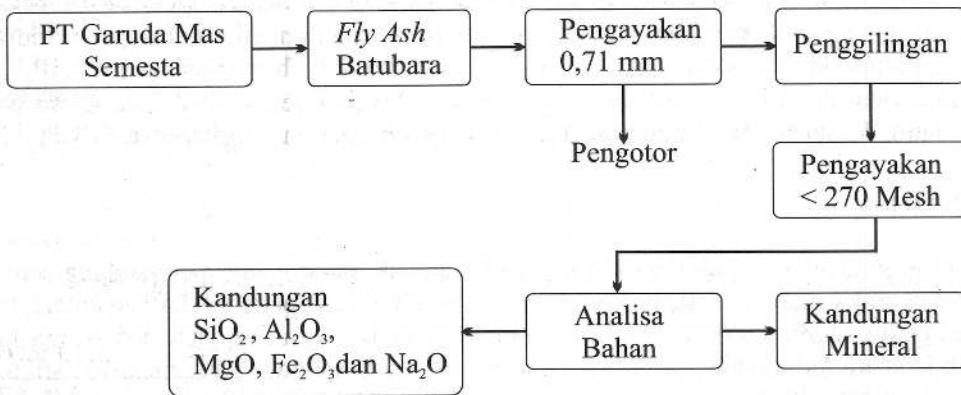 PT Garuda Mas
Semesta
Fly Ash
Batubara
Pengayakan
0,71 mm
Penggilingan
Pengotor
Pengayakan
< 270 Mesh
Analisa
Bahan
Kandungan
Mineral
Kandungan
SiO₂, Al₂O₃,
MgO, Fe₂O₃dan Na₂O